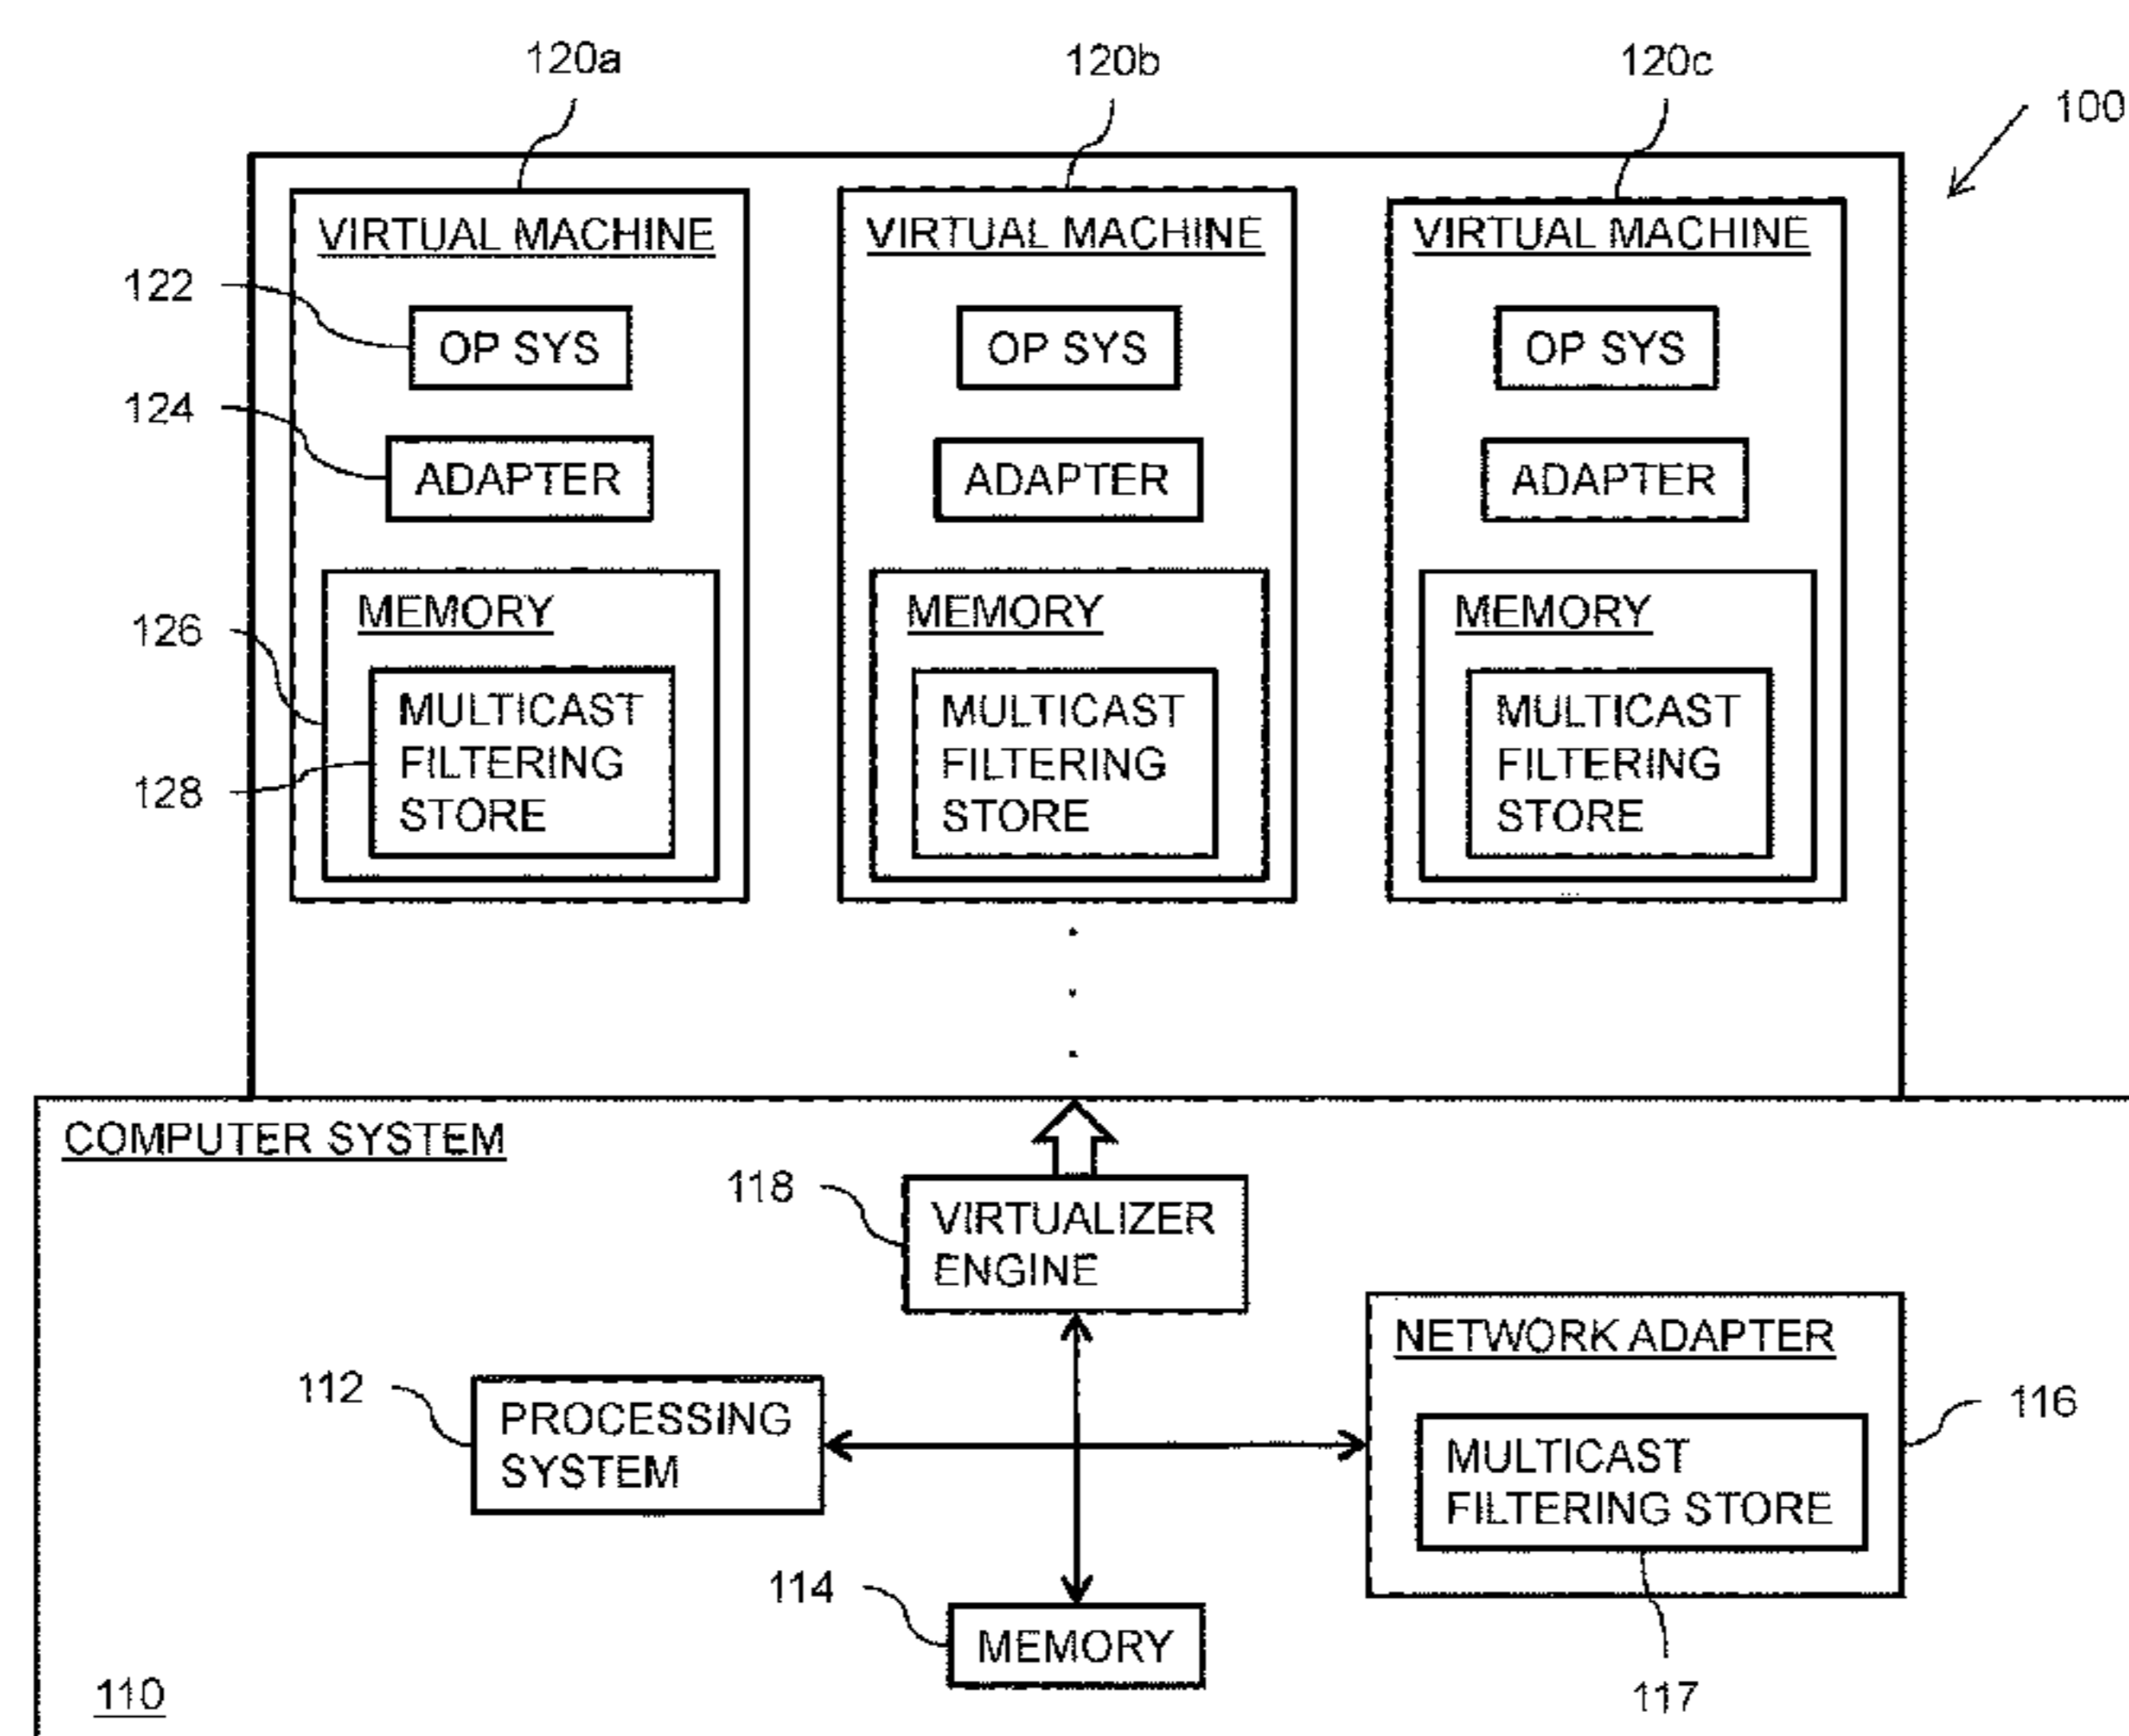 120a
120b
120c
100
VIRTUAL MACHINE
VIRTUAL MACHINE
VIRTUAL MACHINE
122
OP SYS
OP SYS
OP SYS
124
ADAPTER
ADAPTER
ADAPTER
126
MEMORY
MEMORY
MEMORY
128
MULTICAST
FILTERING
STORE
MULTICAST
FILTERING
STORE
MULTICAST
FILTERING
STORE
COMPUTER SYSTEM
118
VIRTUALIZER
ENGINE
112
PROCESSING
SYSTEM
NETWORK ADAPTER
116
MULTICAST
FILTERING STORE
114
MEMORY
117
110